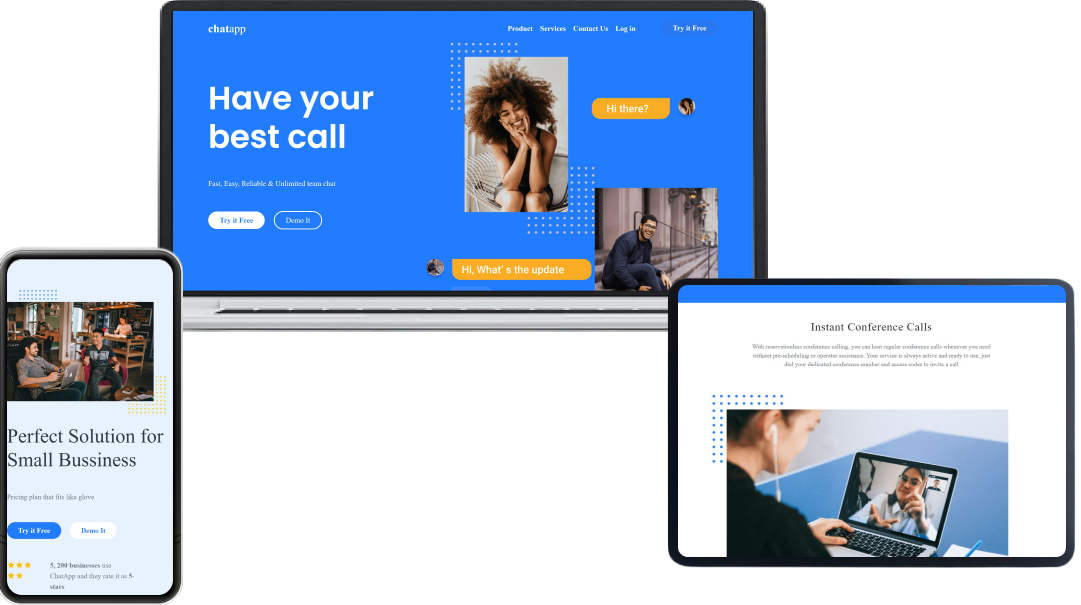 chatapp
Product Services Contact Us Log in Try it Free
Have your
best call
Hi there?
Fast, Easy, Reliable & Unlimited team chat
Try it Free Demo It
Hi, What' s the update
Perfect Solution for
Small Bussiness
Pricing plan that fits like glove
Try it Free Demo It
5, 200 businesses use
ChatApp and they rate it as 5-
stars
Instant Conference Calls
With reservationless conference calling, you can host regular conference calls whenever you need
without pre-scheduling or operator assistance. Your service is always active and ready to use, just
dial your dedicated conference number and access codes to invite a call